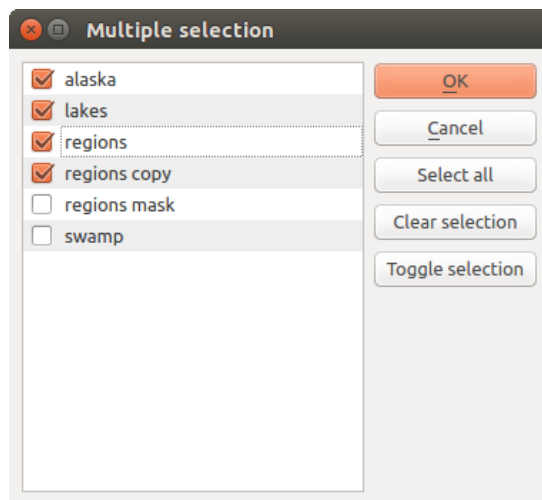 Multiple selection
alaska
lakes
regions
regions copy
regions mask
swamp
OK
Cancel
Select all
Clear selection
Toggle selection